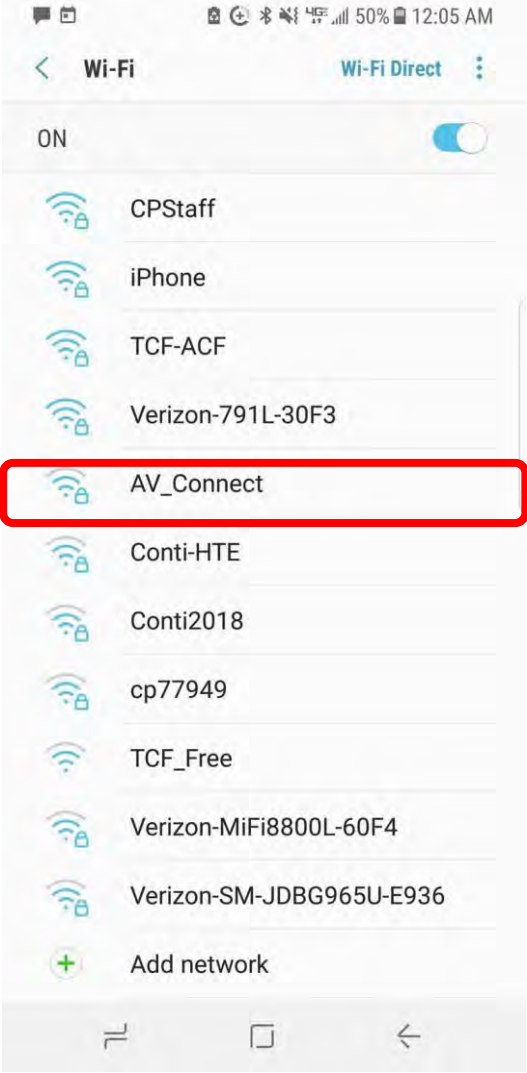 4GE 50% 12:05 AM
Wi-Fi Wi-Fi Direct
ON
CPStaff
iPhone
TCF-ACF
Verizon-791L-30F3
AV_Connect
Conti-HTE
Conti2018
cp77949
TCF_Free
Verizon-MiFi8800L-60F4
Verizon-SM-JDBG965U-E936
Add network